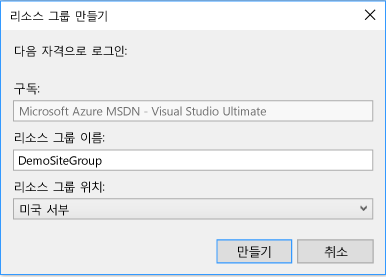 리소스 그룹 만들기
다음 자격으로 로그인:
구독:
Microsoft Azure MSDN - Visual Studio Ultimate
리소스 그룹 이름:
DemoSiteGroup
리소스 그룹 위치:
미국 서부
만들기 취소